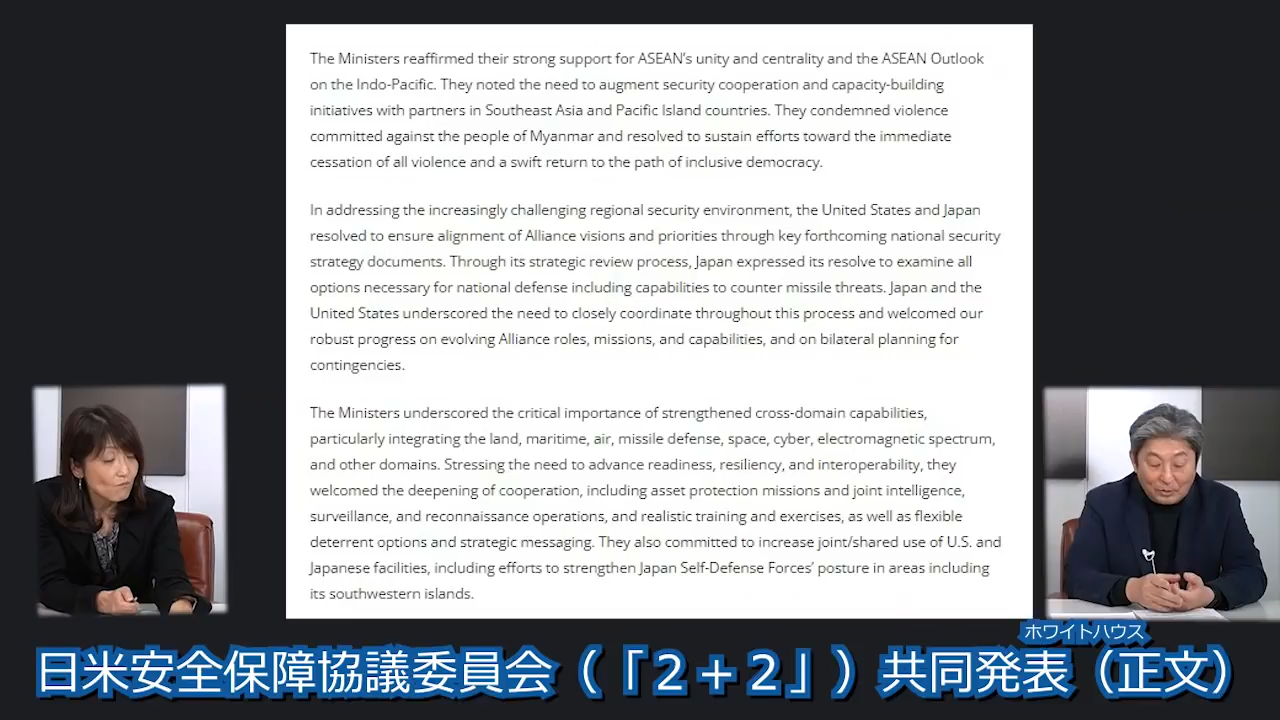 The Ministers reaffirmed their strong support for ASEAN's unity and centrality and the ASEAN Outlook
on the Indo-Pacific. They noted the need to augment security cooperation and capacity-building
initiatives with partners in Southeast Asia and Pacific Island countries. They condemned violence
committed against the people of Myanmar and resolved to sustain efforts toward the immediate
cessation of all violence and a swift return to the path of inclusive democracy.
In addressing the increasingly challenging regional security environment, the United States and Japan
resolved to ensure alignment of Alliance visions and priorities through key forthcoming national security
strategy documents. Through its strategic review process, Japan expressed its resolve to examine all
options necessary for national defense including capabilities to counter missile threats. Japan and the
United States underscored the need to closely coordinate throughout this process and welcomed our
robust progress on evolving Alliance roles, missions, and capabilities, and on bilateral planning for
contingencies.
The Ministers underscored the critical importance of strengthened cross-domain capabilities,
particularly integrating the land, maritime, air, missile defense, space, cyber, electromagnetic spectrum,
and other domains. Stressing the need to advance readiness, resiliency, and interoperability, they
welcomed the deepening of cooperation, including asset protection missions and joint intelligence,
surveillance, and reconnaissance operations, and realistic training and exercises, as well as flexible
deterrent options and strategic messaging. They also committed to increase joint/shared use of U.S. and
Japanese facilities, including efforts to strengthen Japan Self-Defense Forces' posture in areas including
its southwestern islands.
ホワイトハウス
日米安全保障協議委員会（「２＋２」）共同発表（正文）